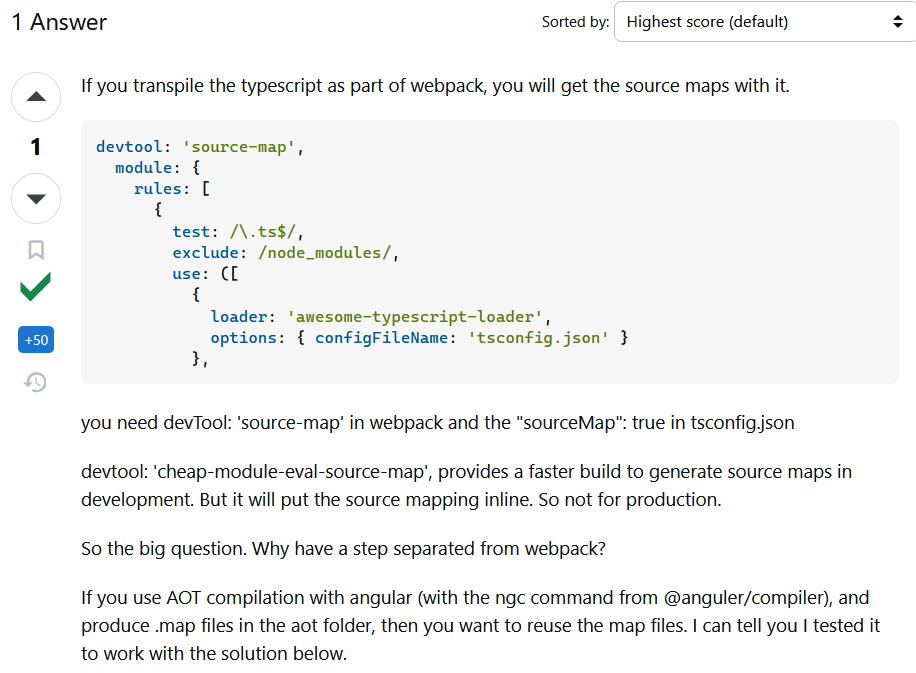 1 Answer
Sorted by:
Highest score (default)
If you transpile the typescript as part of webpack, you will get the source maps with it.
1
+50
devtool: 'source-map',
  module: {
    rules: [
      {
        test: /\.ts$/,
        exclude: /node_modules/,
        use: ([
          {
            loader: 'awesome-typescript-loader',
            options: { configFileName: 'tsconfig.json' }
          },
you need devTool: 'source-map' in webpack and the "sourceMap": true in tsconfig.json
devtool: 'cheap-module-eval-source-map', provides a faster build to generate source maps in
development. But it will put the source mapping inline. So not for production.
So the big question. Why have a step separated from webpack?
If you use AOT compilation with angular (with the ngc command from @anguler/compiler), and
produce .map files in the aot folder, then you want to reuse the map files. I can tell you I tested it
to work with the solution below.